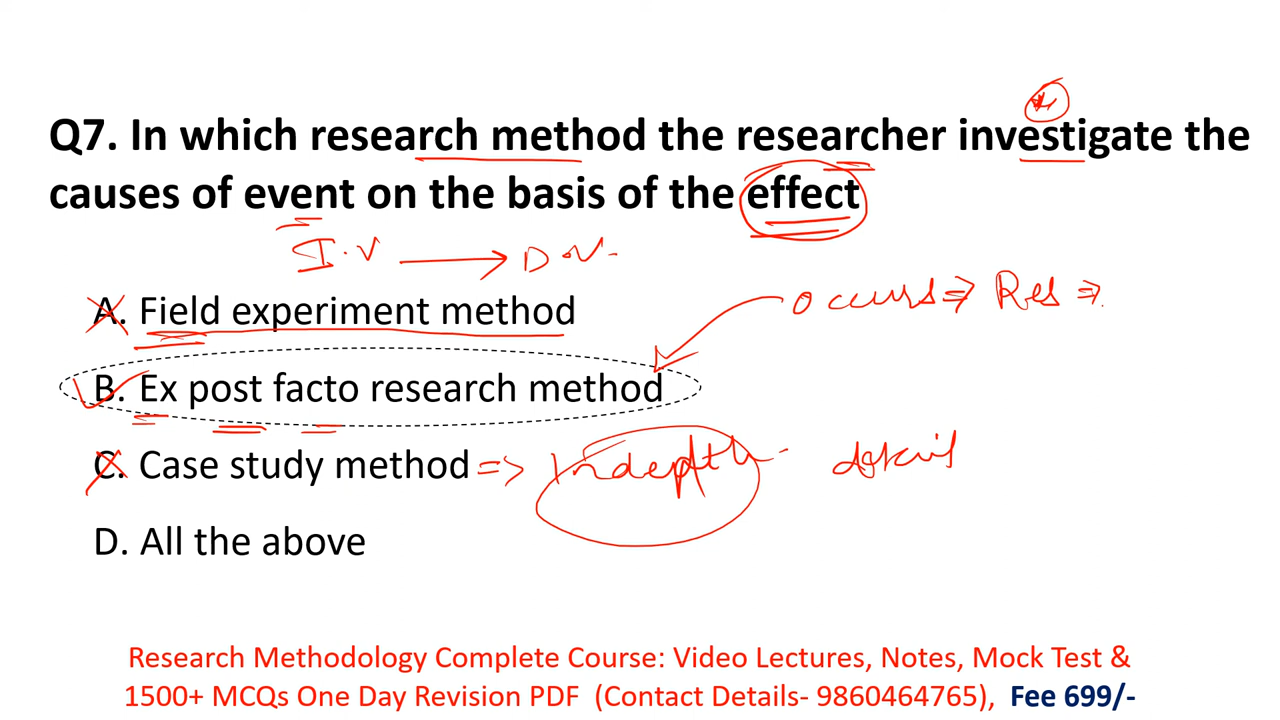 Q7. In which research method the researcher investigate the
causes of event on the basis of the effect
I.V → D.V.
A. Field experiment method
occurs ⇒ Res ⇒
B. Ex post facto research method
C. Case study method => Indepth - detail
D. All the above
Research Methodology Complete Course: Video Lectures, Notes, Mock Test &
1500+ MCQs One Day Revision PDF (Contact Details- 9860464765), Fee 699/-